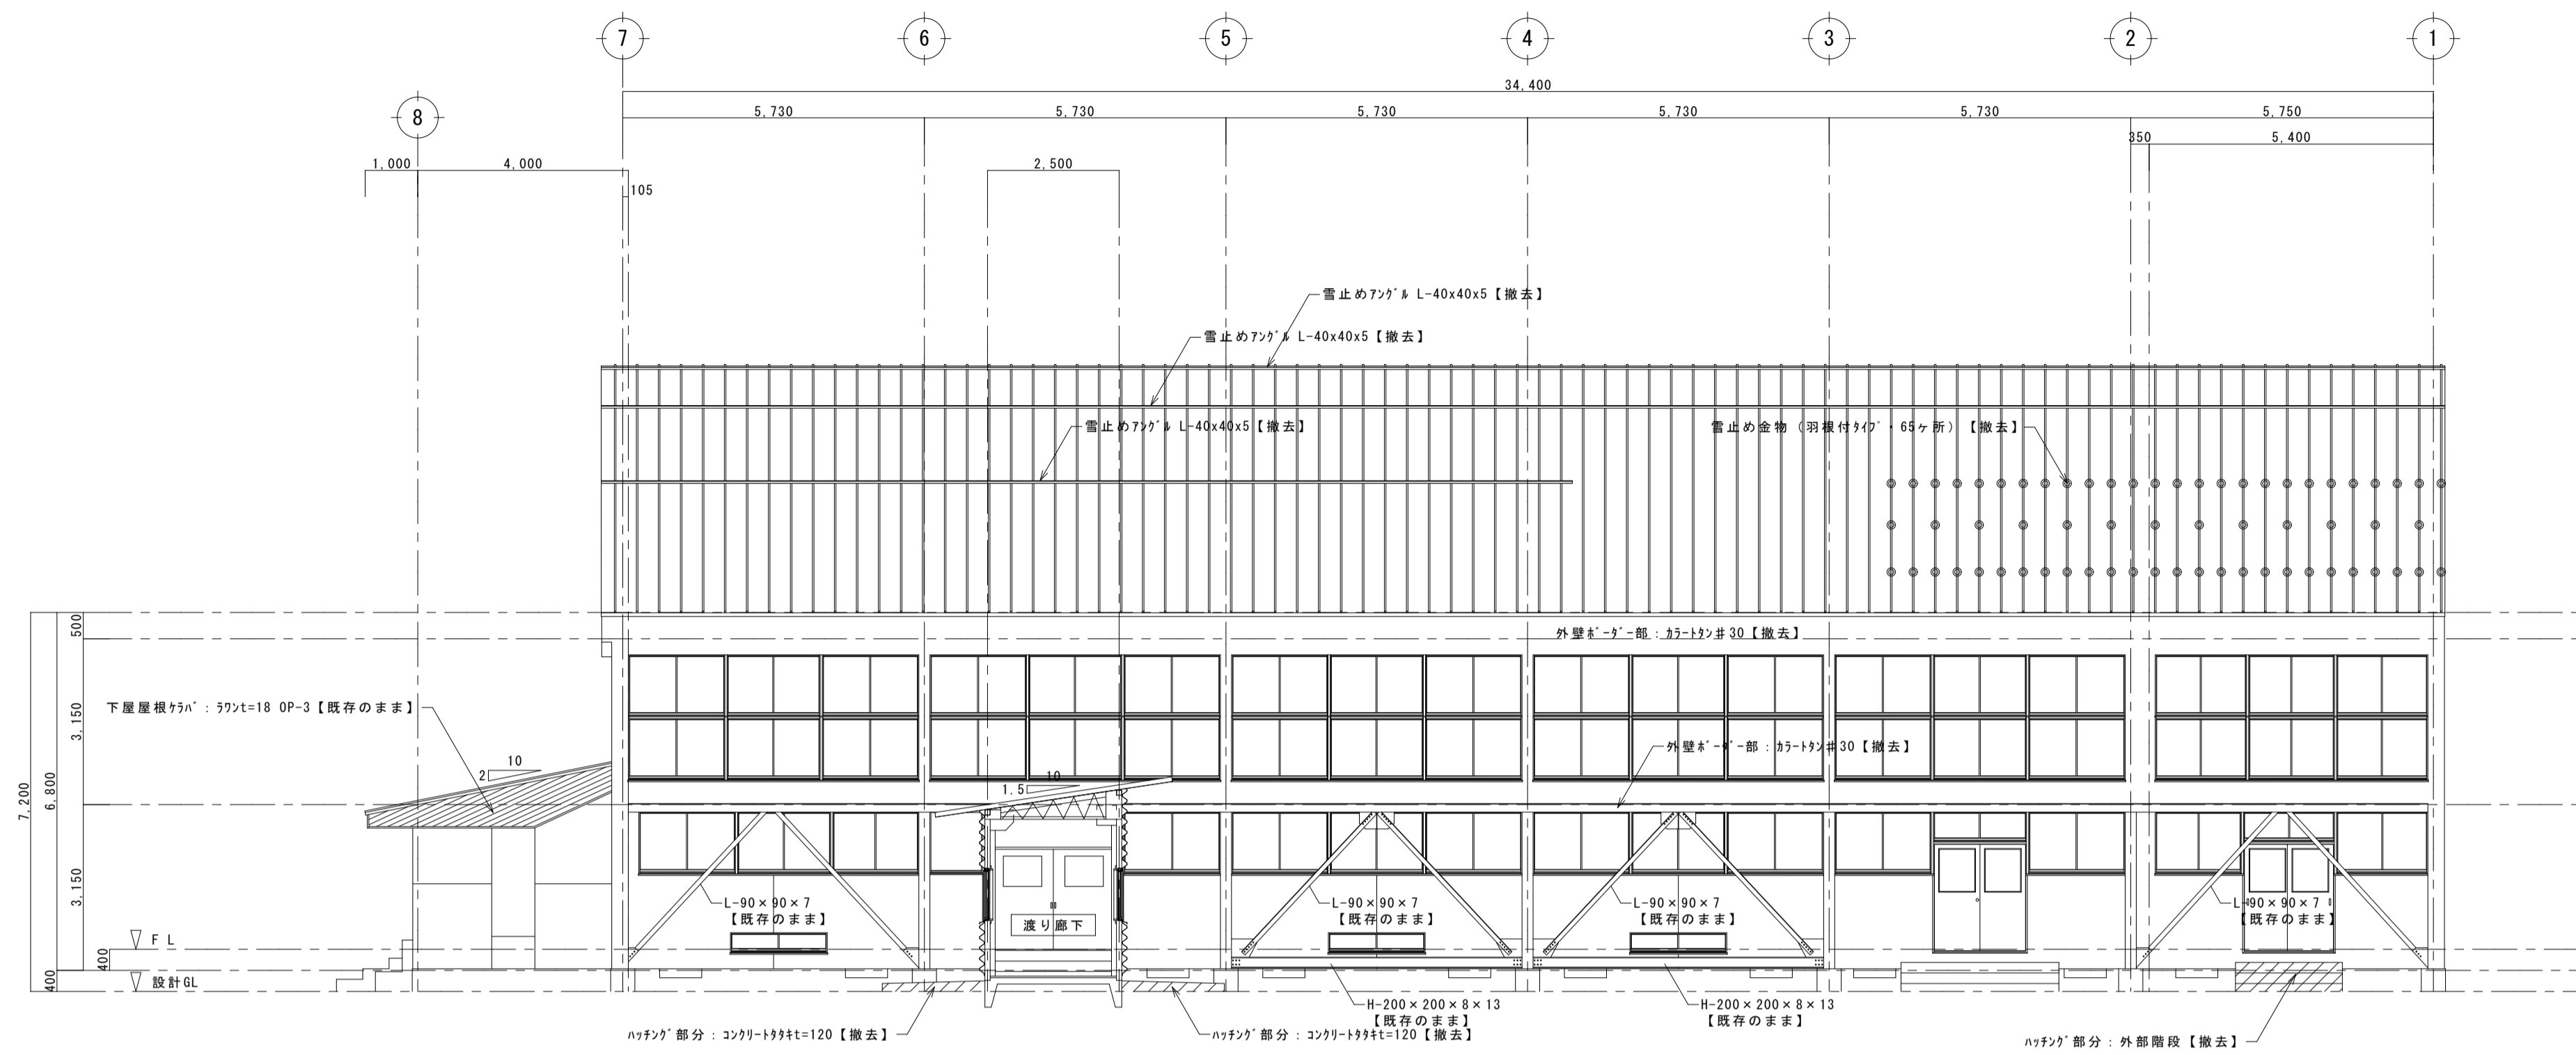 7
6
5
4
3
2
1
8
34,400
5,730
5,730
5,730
5,730
5,730
5,750
350
5,400
1,000
4,000
2,500
105
雪止めｱﾝｸﾞﾙ L-40x40x5【撤去】
雪止めｱﾝｸﾞﾙ L-40x40x5【撤去】
雪止めｱﾝｸﾞﾙ L-40x40x5【撤去】
雪止め金物（羽根付ﾀｲﾌﾟ・65ヶ所）【撤去】
外壁ﾎﾞｰﾀﾞｰ部：ｶﾗｰﾄﾀﾝ＃30【撤去】
下屋屋根ｹﾗﾊﾞ：ﾗﾜﾝt=18 OP-3【既存のまま】
外壁ﾎﾞｰﾀﾞｰ部：ｶﾗｰﾄﾀﾝ＃30【撤去】
10
2
10
1.5
500
3,150
7,200
6,800
3,150
400
400
ＦＬ
設計GL
L-90×90×7
【既存のまま】
渡り廊下
L-90×90×7
【既存のまま】
L-90×90×7
【既存のまま】
L-90×90×7
【既存のまま】
H-200×200×8×13
【既存のまま】
H-200×200×8×13
【既存のまま】
ﾊｯﾁﾝｸﾞ部分：ｺﾝｸﾘｰﾄﾀﾀｷt=120【撤去】
ﾊｯﾁﾝｸﾞ部分：ｺﾝｸﾘｰﾄﾀﾀｷt=120【撤去】
ﾊｯﾁﾝｸﾞ部分：外部階段【撤去】